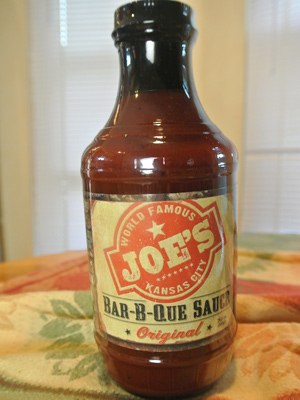 WORLD FAMOUS
JOE'S
KANSAS CITY
BAR-B-QUE SAUCE
Original